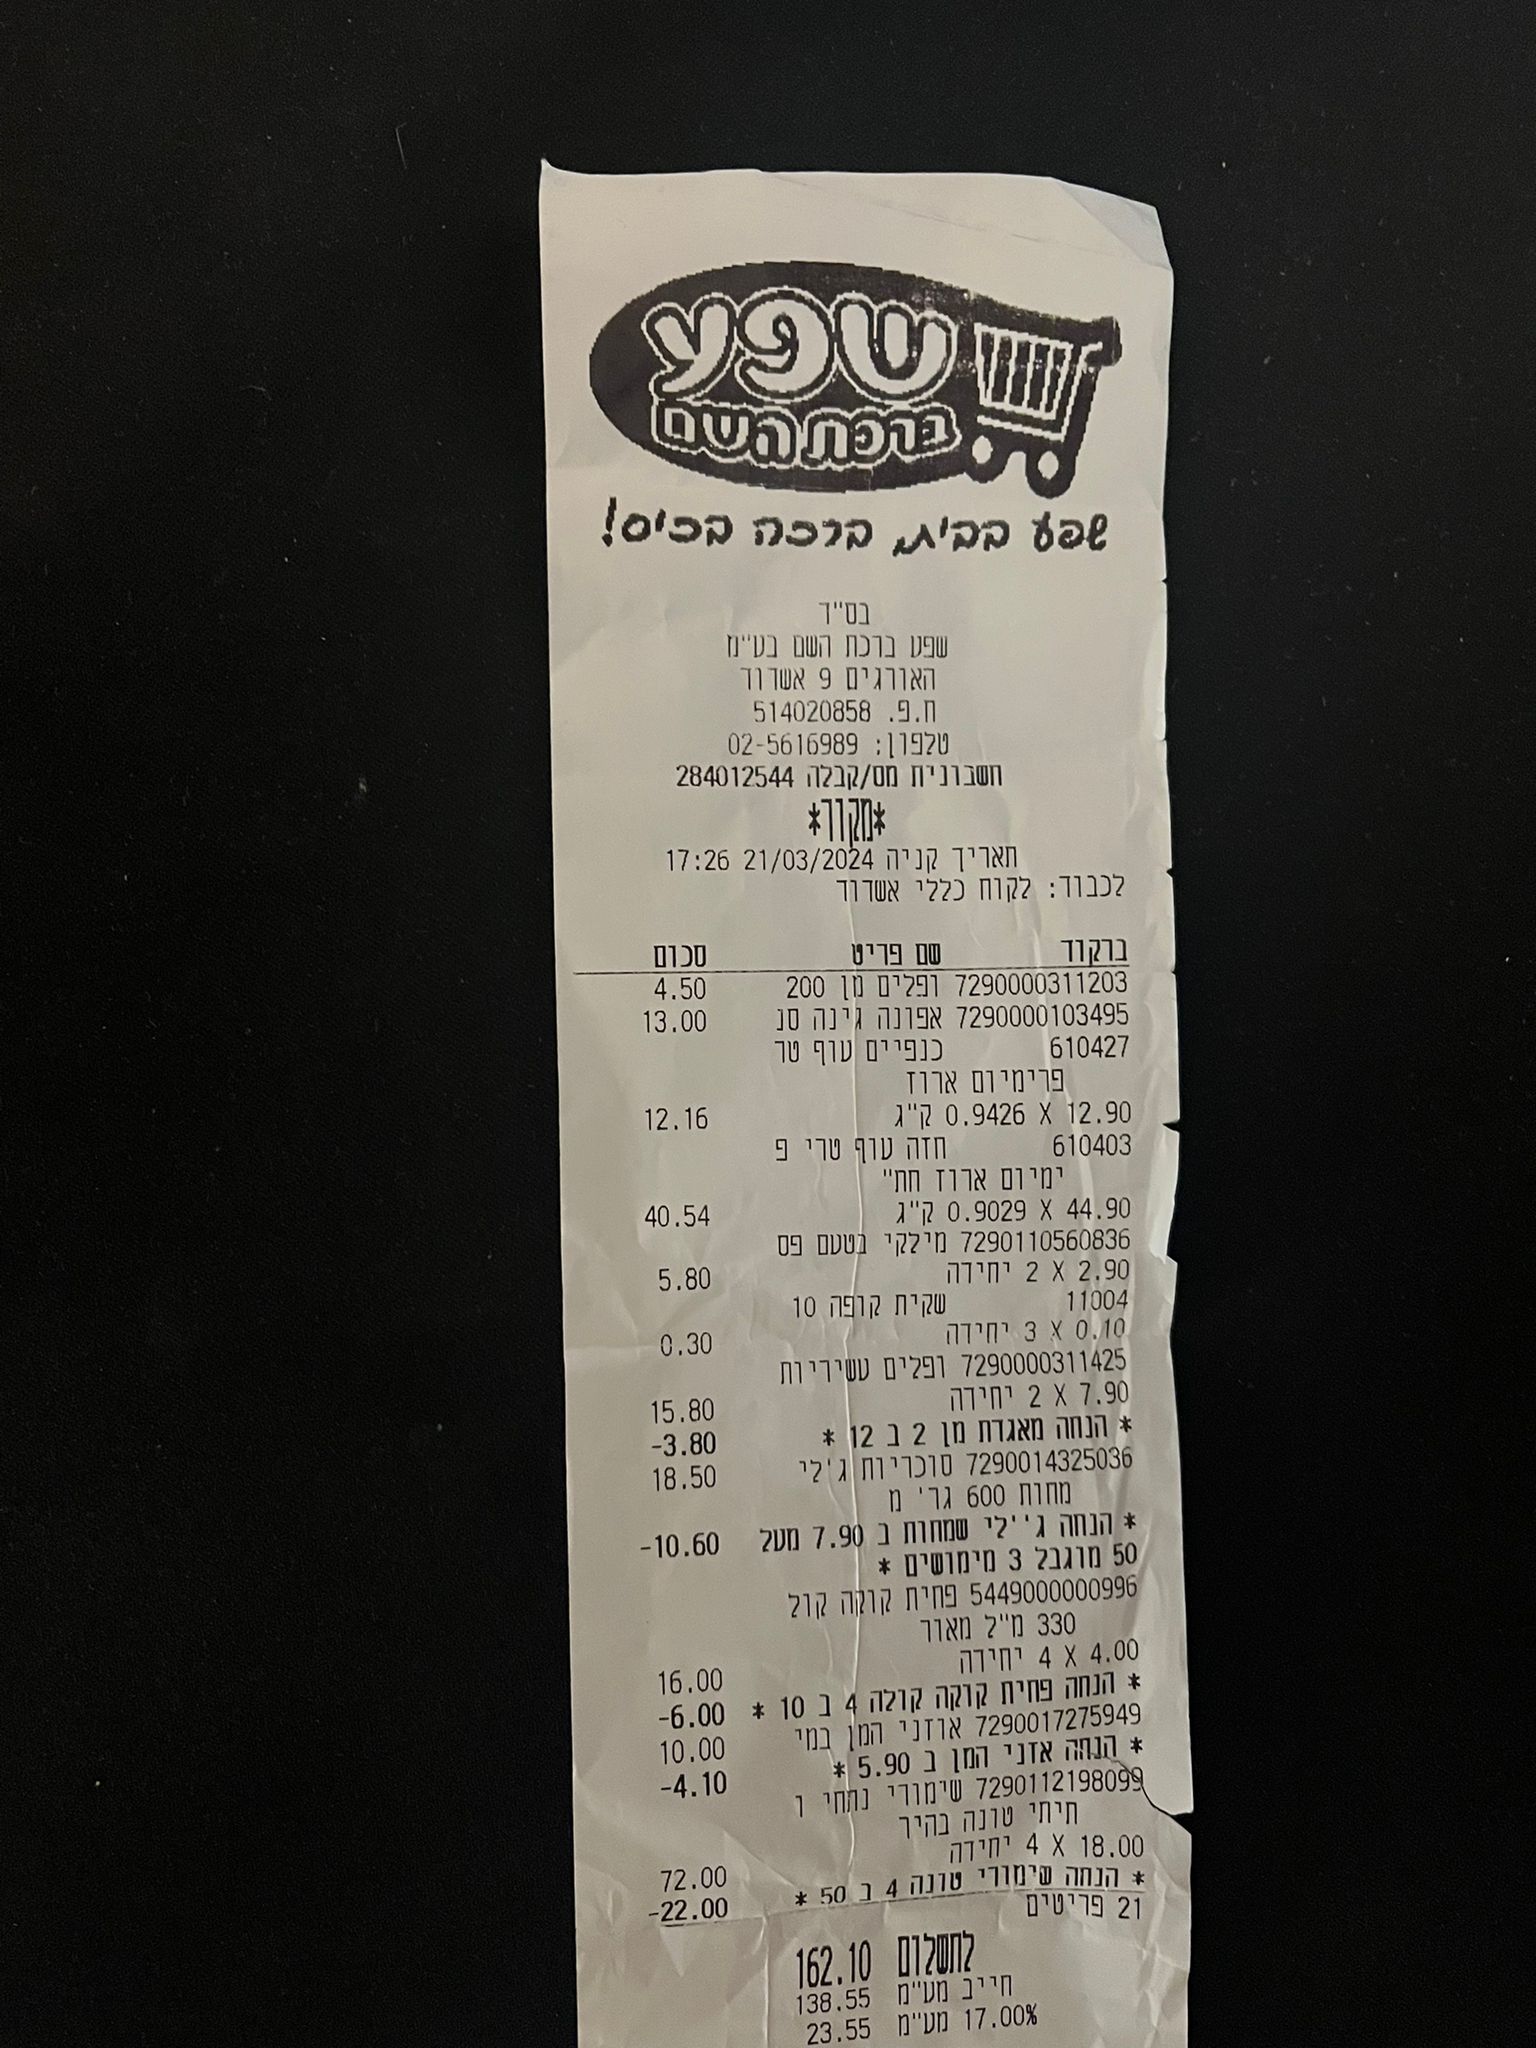 שפע
ברכת השם
שפע בבית, ברכה בכיס!
בס"ד
שפע ברכת השם בע"מ
האורגים 9 אשדוד
ח.פ. 514020858
טלפון: 02-5616989
חשבונית מס/קבלה 284012544
*מקור*
תאריך קניה 21/03/2024 17:26
לכבוד: לקוח כללי אשדוד
ברקוד שם פריט סכום
7290000311203 ופלים מן 200 4.50
7290000103495 אפונה גינה סנ 13.00
610427 כנפיים עוף טר
פרימיום ארוז
12.90 X 0.9426 ק"ג 12.16
610403 חזה עוף טרי פ
ימיום ארוז חת"
44.90 X 0.9029 ק"ג 40.54
7290110560836 מילקי בטעם פס
2.90 X 2 יחידה 5.80
11004 שקית קופה 10
0.10 X 3 יחידה 0.30
7290000311425 ופלים עשיריות
7.90 X 2 יחידה 15.80
* הנחה מאגדת מן 2 ב 12 * -3.80
7290014325036 סוכריות ג'לי 18.50
מחות 600 גר' מ
* הנחה ג''לי שמחות ב 7.90 מעל -10.60
50 מוגבל 3 מימושים *
5449000000996 פחית קוקה קול
330 מ"ל מאור
4.00 X 4 יחידה 16.00
* הנחה פחית קוקה קולה 4 ב 10 * -6.00
7290017275949 אוזני המן במי 10.00
* הנחה אזני המן ב 5.90 * -4.10
7290112198099 שימורי נתחי ו
חיתי טונה בהיר
18.00 X 4 יחידה 72.00
* הנחה שימורי טונה 4 ב 50 * -22.00
21 פריטים
לתשלום 162.10
חייב מע"מ 138.55
17.00% מע"מ 23.55